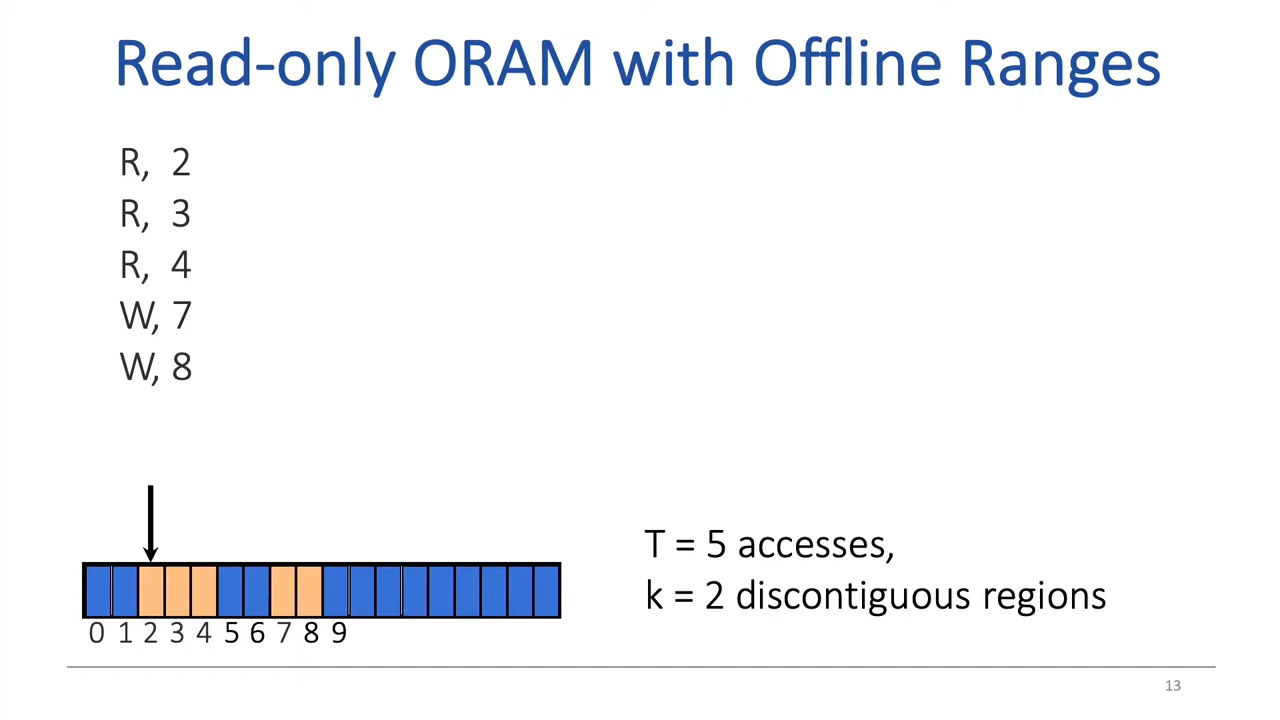 Read-only ORAM with Offline Ranges
R, 2
R, 3
R, 4
W, 7
W, 8
T = 5 accesses,
k = 2 discontiguous regions
0 1 2 3 4 5 6 7 8 9
13